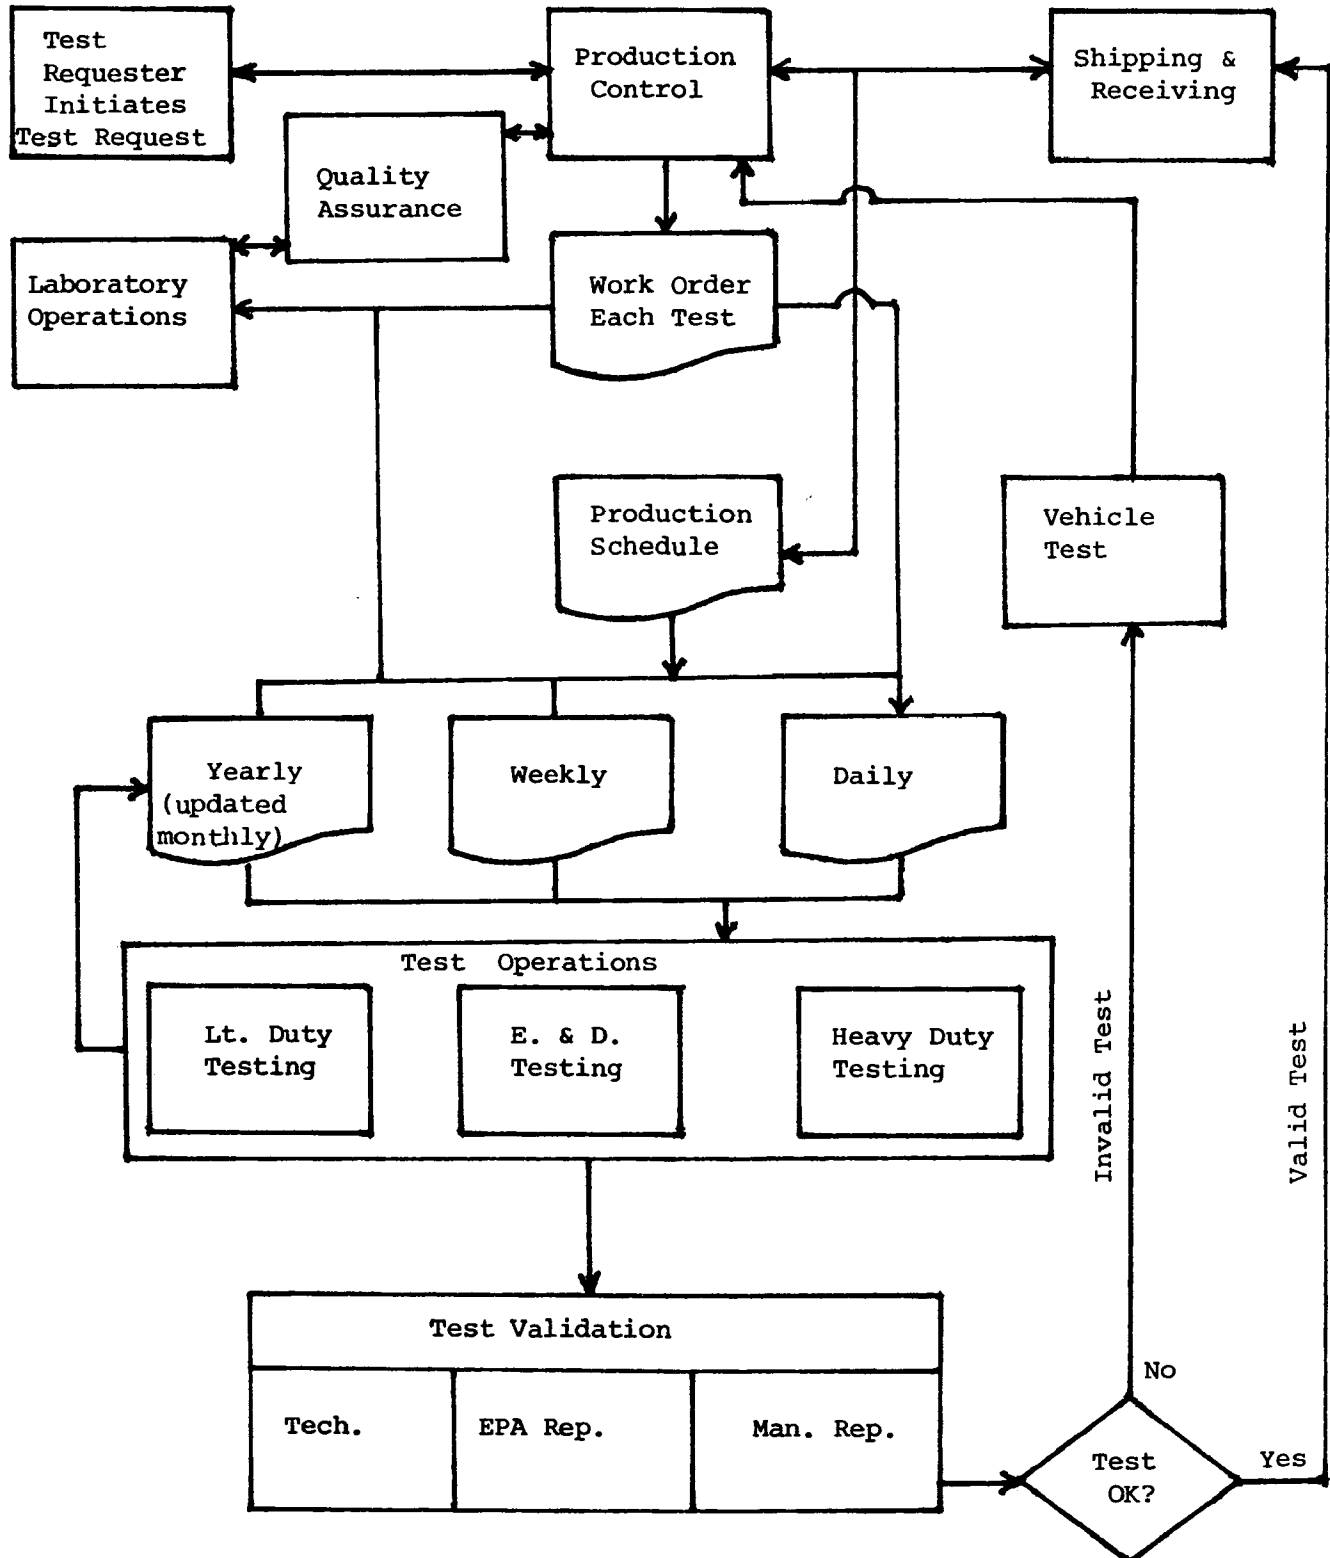 Test
Requester
Initiates
Test Request
Production
Control
Shipping &
Receiving
Quality
Assurance
Laboratory
Operations
Work Order
Each Test
Production
Schedule
Vehicle
Test
Yearly
(updated
monthly)
Weekly
Daily
Test Operations
Lt. Duty
Testing
E. & D.
Testing
Heavy Duty
Testing
Invalid Test
Valid Test
Test Validation
Tech.
EPA Rep.
Man. Rep.
No
Test
OK?
Yes